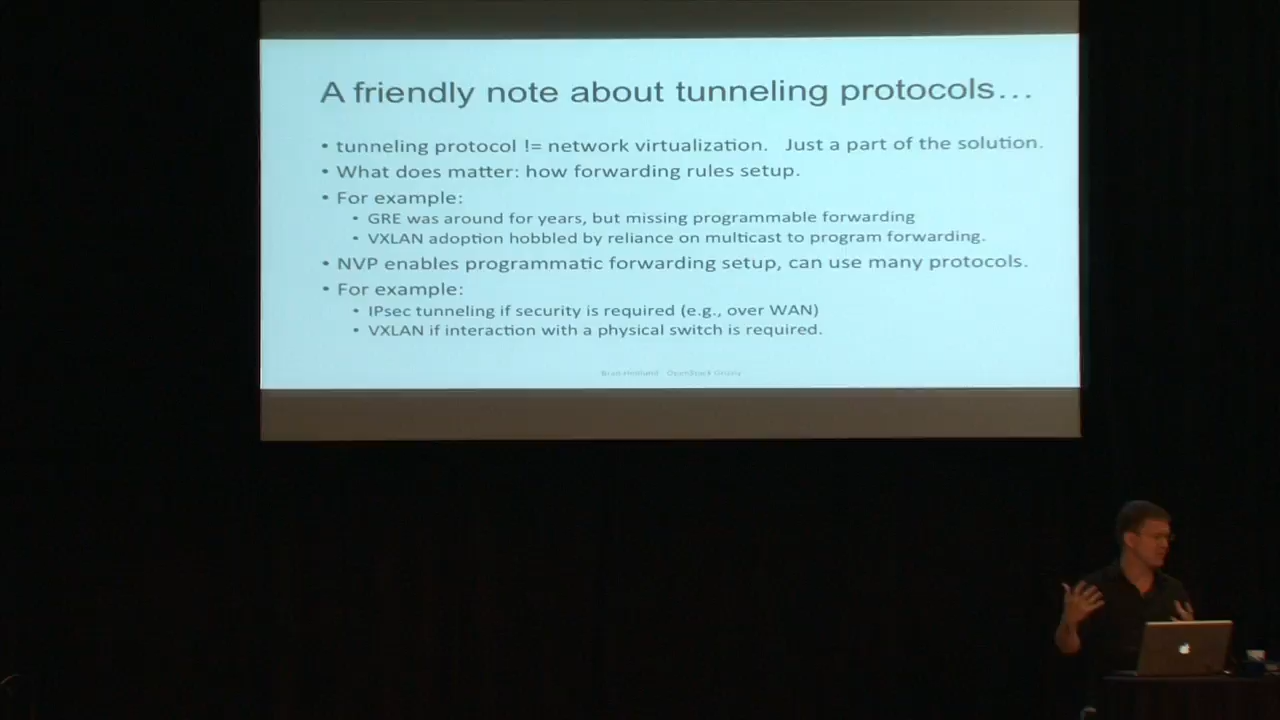 A friendly note about tunneling protocols…
• tunneling protocol != network virtualization. Just a part of the solution.
• What does matter: how forwarding rules setup.
• For example:
• GRE was around for years, but missing programmable forwarding
• VXLAN adoption hobbled by reliance on multicast to program forwarding.
• NVP enables programmatic forwarding setup, can use many protocols.
• For example:
• IPsec tunneling if security is required (e.g., over WAN)
• VXLAN if interaction with a physical switch is required.
OpenStack